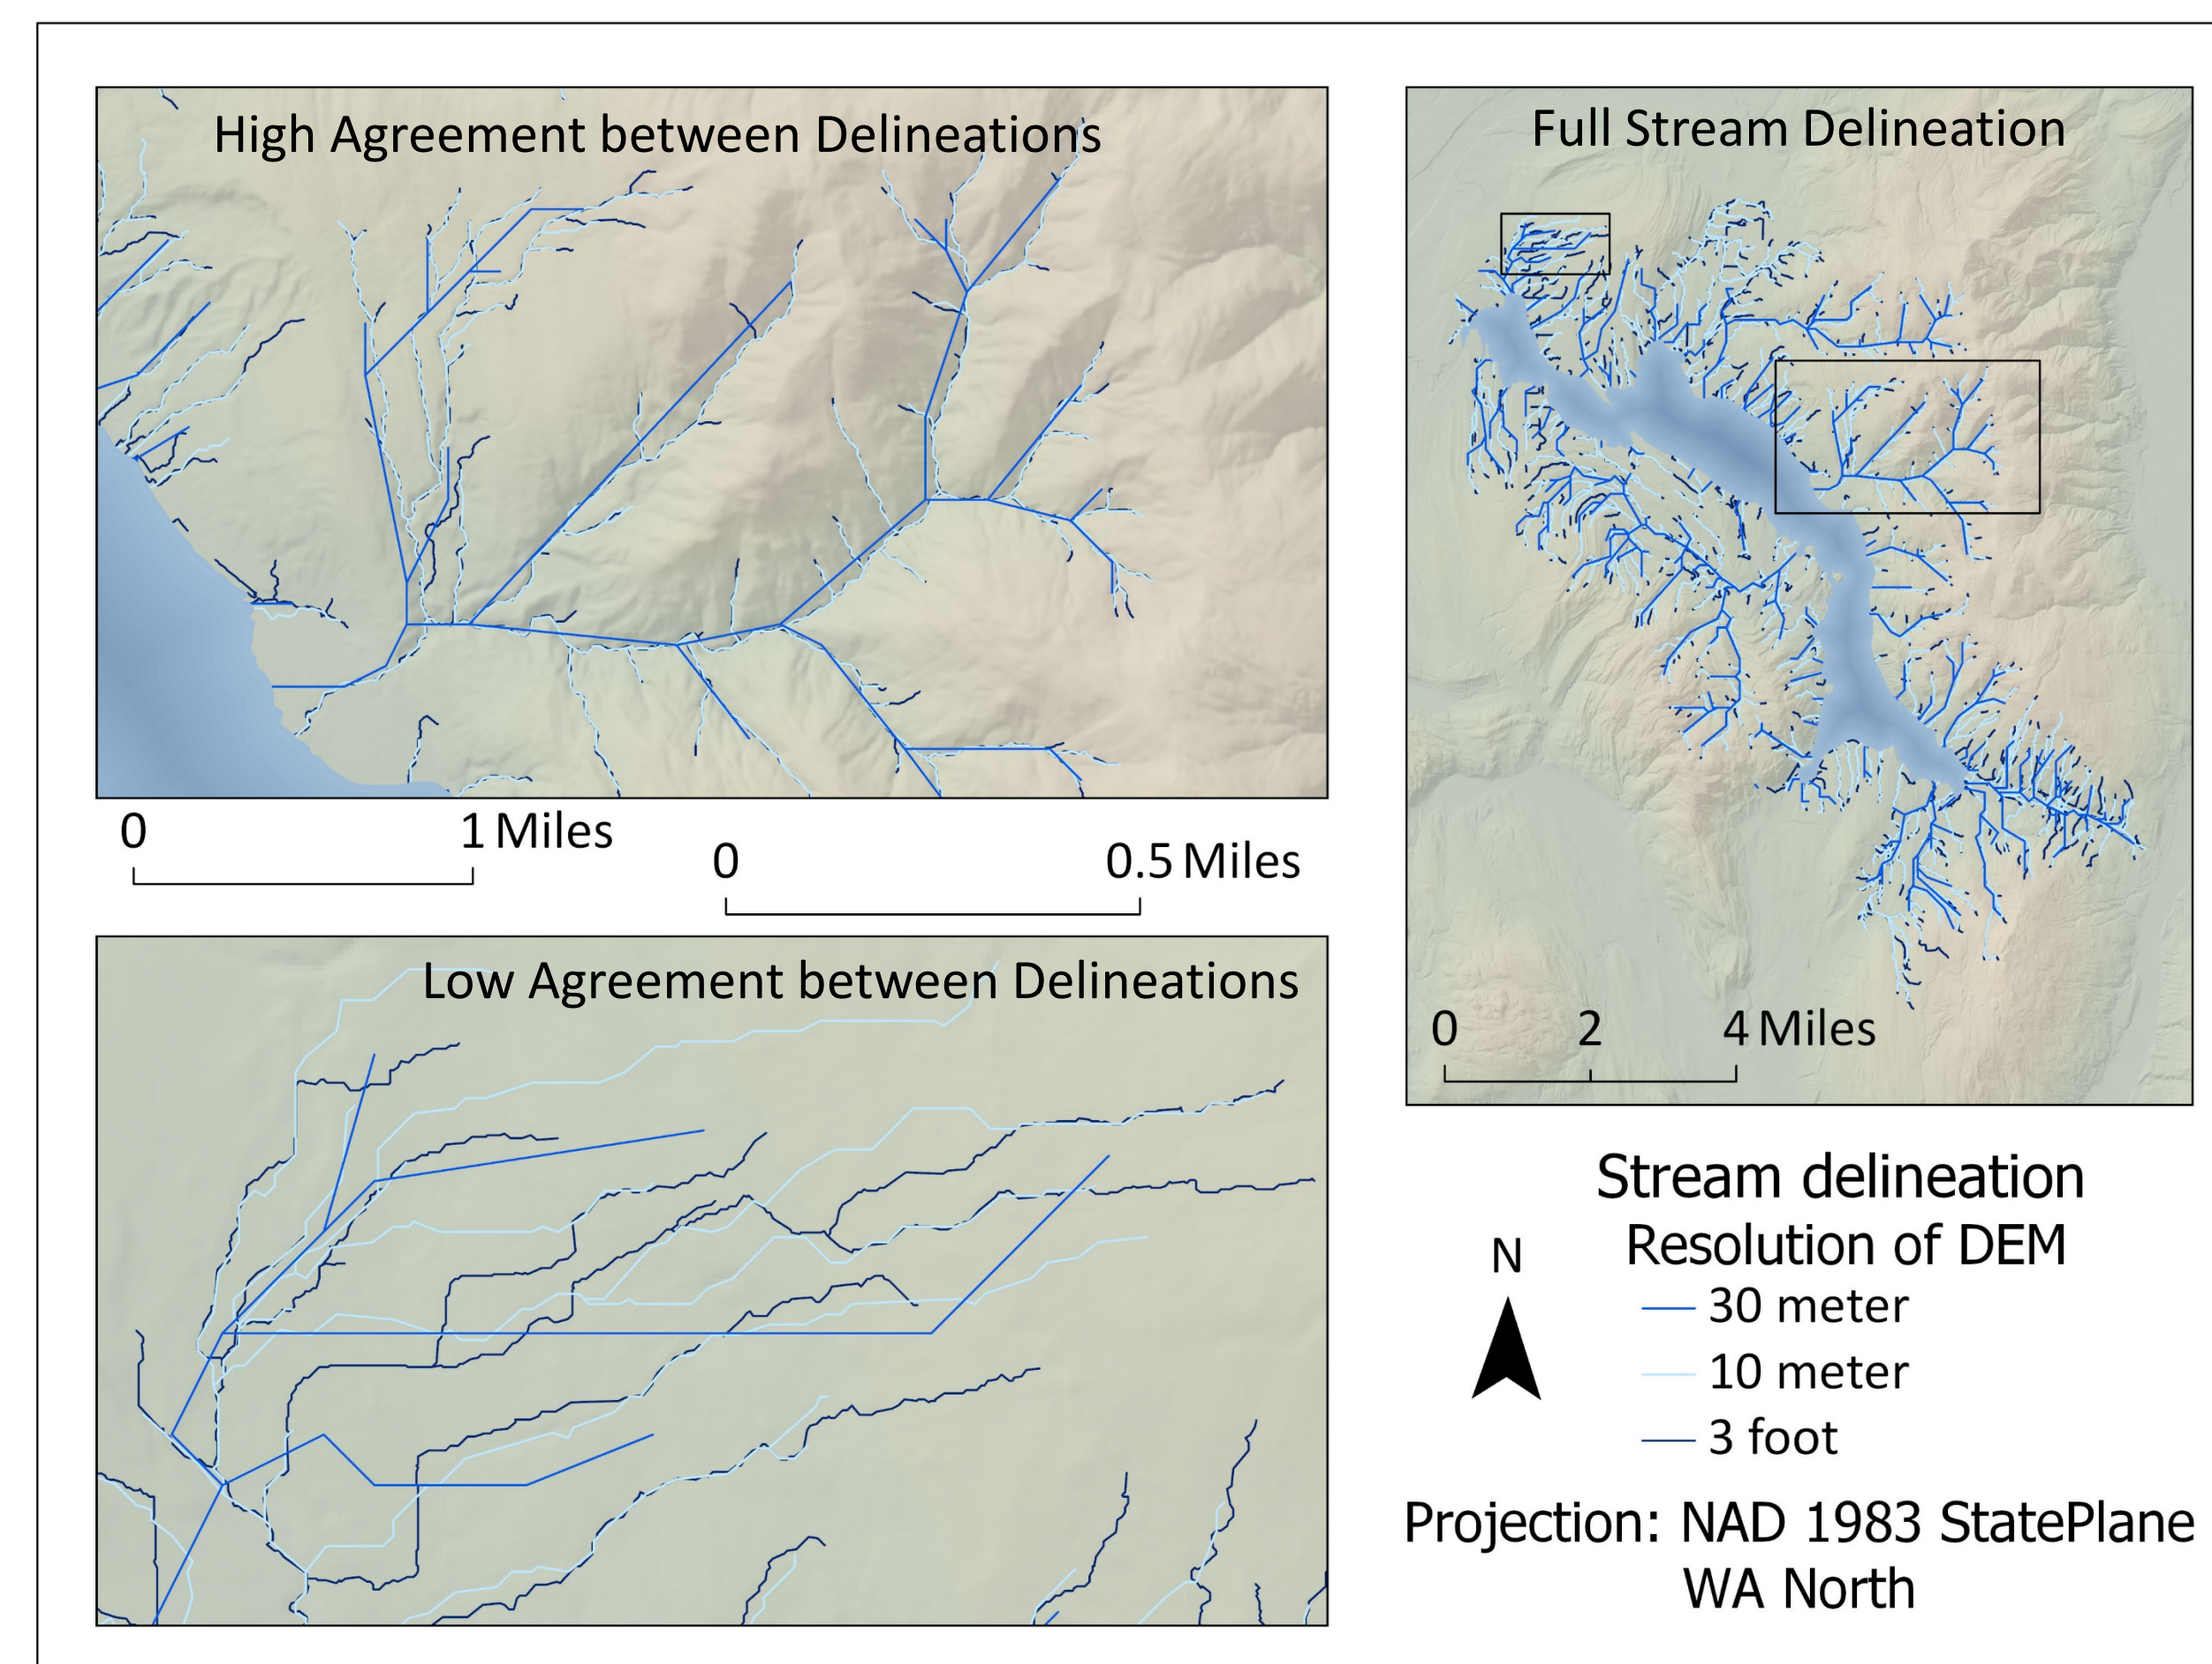 High Agreement between Delineations
Full Stream Delineation
0 1 Miles
0 0.5 Miles
Low Agreement between Delineations
0 2 4 Miles
Stream delineation
Resolution of DEM
N
30 meter
10 meter
3 foot
Projection: NAD 1983 StatePlane
WA North